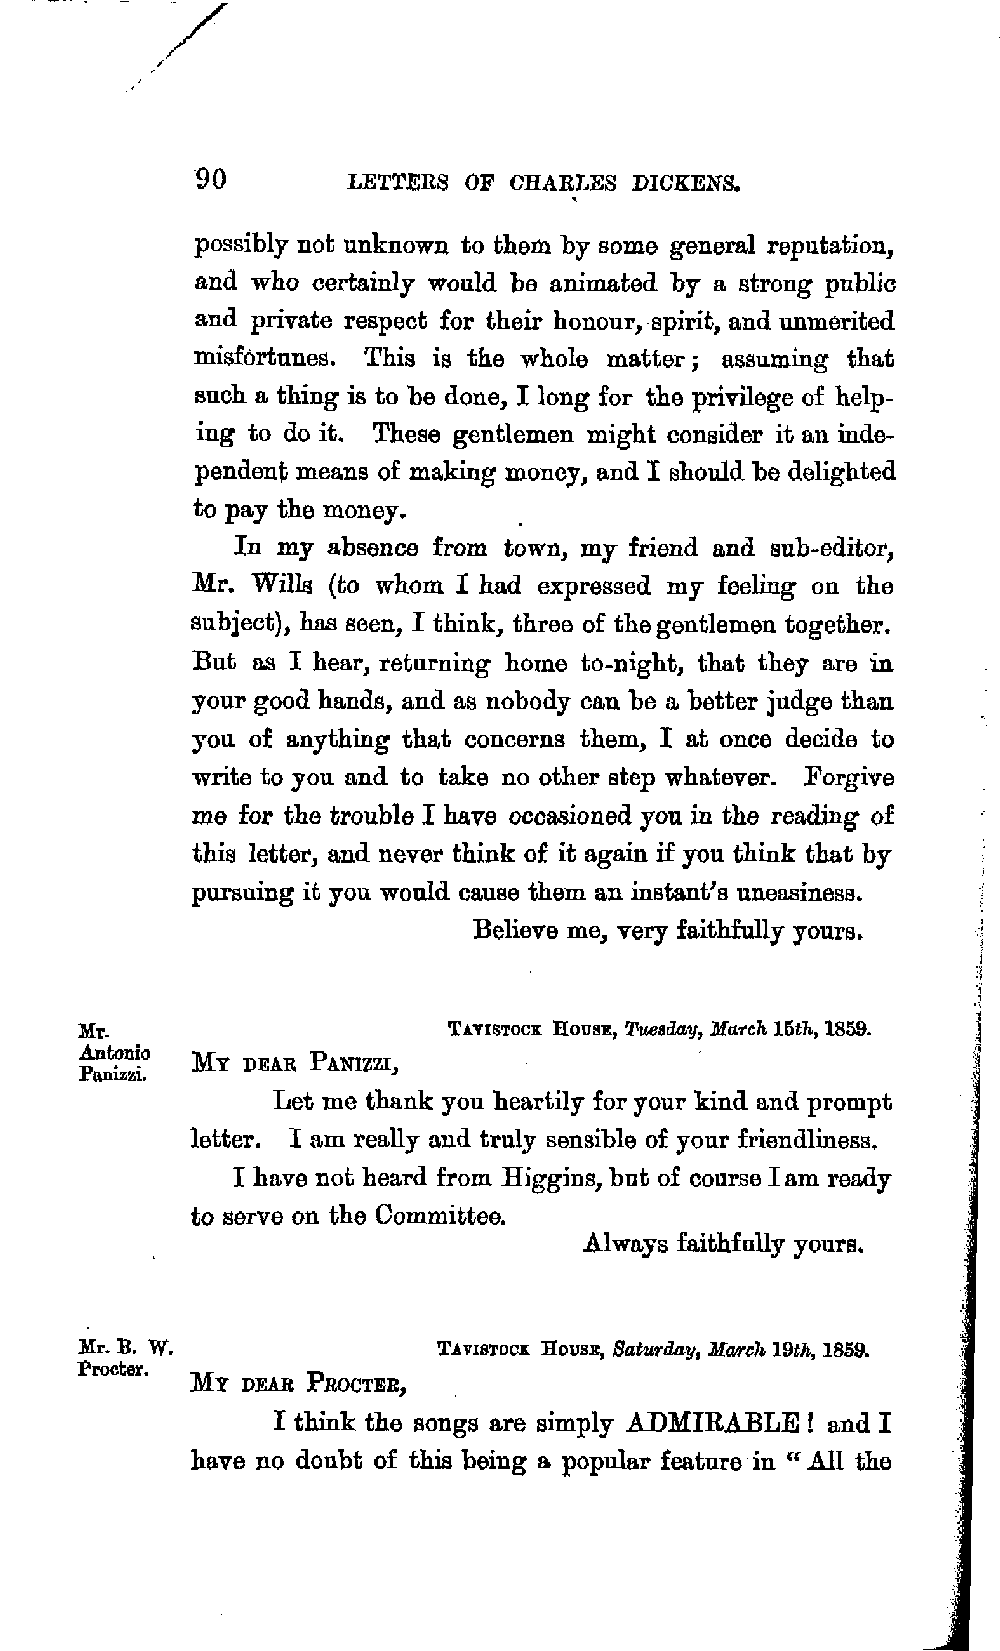 90 LETTERS OF CHARLES DICKENS.
possibly not unknown to them by some general reputation,
and who certainly would be animated by a strong public
and private respect for their honour, spirit, and unmerited
misfortunes. This is the whole matter; assuming that
such a thing is to be done, I long for the privilege of help-
ing to do it. These gentlemen might consider it an inde-
pendent means of making money, and I should be delighted
to pay the money.
In my absence from town, my friend and sub-editor,
Mr. Wills (to whom I had expressed my feeling on the
subject), has seen, I think, three of the gentlemen together.
But as I hear, returning home to-night, that they are in
your good hands, and as nobody can be a better judge than
you of anything that concerns them, I at once decide to
write to you and to take no other step whatever. Forgive
me for the trouble I have occasioned you in the reading of
this letter, and never think of it again if you think that by
pursuing it you would cause them an instant's uneasiness.
Believe me, very faithfully yours.
Mr.
Antonio
Panizzi.
TAVISTOCK HOUSE, Tuesday, March 15th, 1859.
MY DEAR PANIZZI,
Let me thank you heartily for your kind and prompt
letter. I am really and truly sensible of your friendliness.
I have not heard from Higgins, but of course I am ready
to serve on the Committee.
Always faithfully yours.
Mr. B. W.
Procter.
TAVISTOCK HOUSE, Saturday, March 19th, 1859.
MY DEAR PROCTER,
I think the songs are simply ADMIRABLE! and I
have no doubt of this being a popular feature in "All the